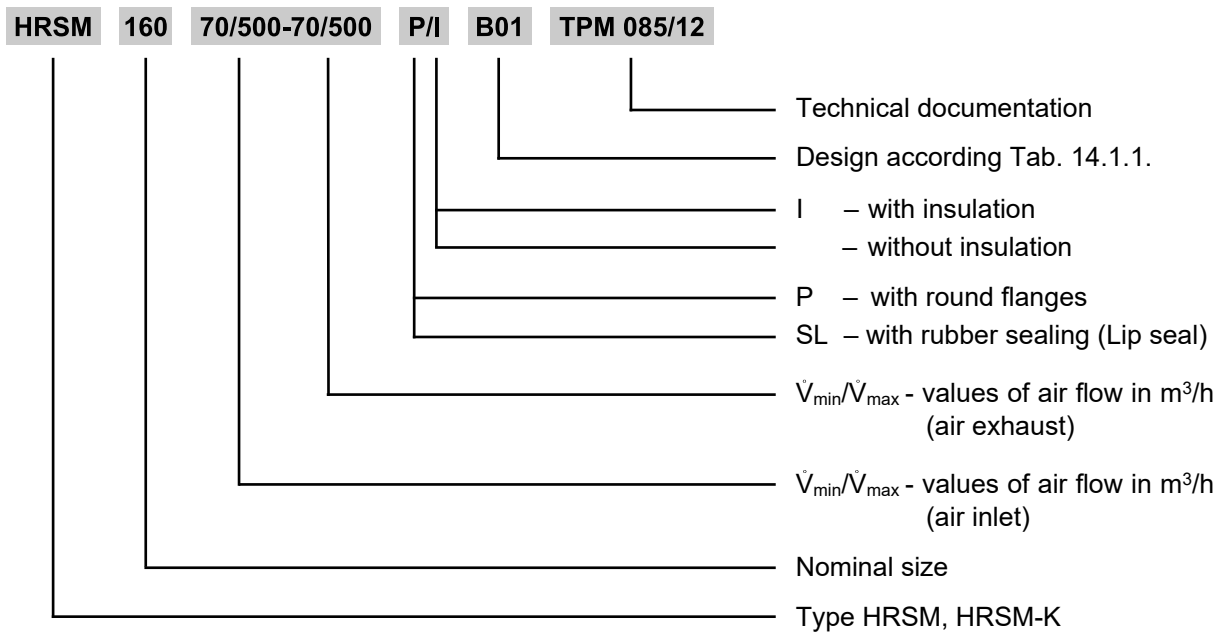 HRSM 160 70/500-70/500 P/I B01 TPM 085/12
Technical documentation
Design according Tab. 14.1.1.
I – with insulation
– without insulation
P – with round flanges
SL – with rubber sealing (Lip seal)
V̊min/V̊max - values of air flow in m³/h
(air exhaust)
V̊min/V̊max - values of air flow in m³/h
(air inlet)
Nominal size
Type HRSM, HRSM-K